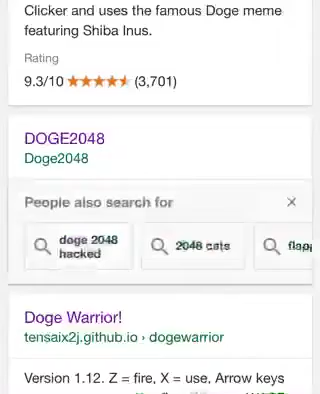 Clicker and uses the famous Doge meme
featuring Shiba Inus.
Rating
9.3/10 ★★★★★ (3,701)
DOGE2048
Doge2048
People also search for ×
doge 2048
hacked
2048 cats
Doge Warrior!
tensaix2j.github.io › dogewarrior
Version 1.12. Z = fire, X = use, Arrow keys